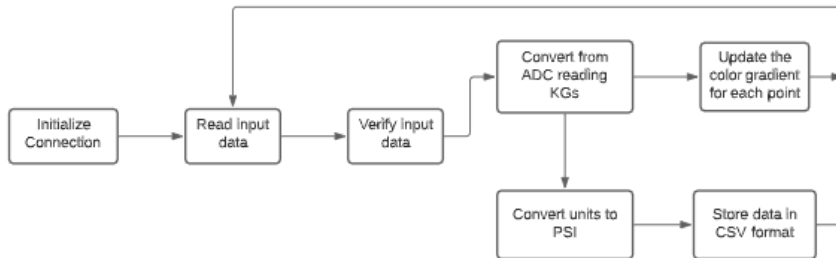 Initialize
Connection
Read input
data
Verify input
data
Convert from
ADC reading
KGs
Update the
color gradient
for each point
Convert units to
PSI
Store data in
CSV format